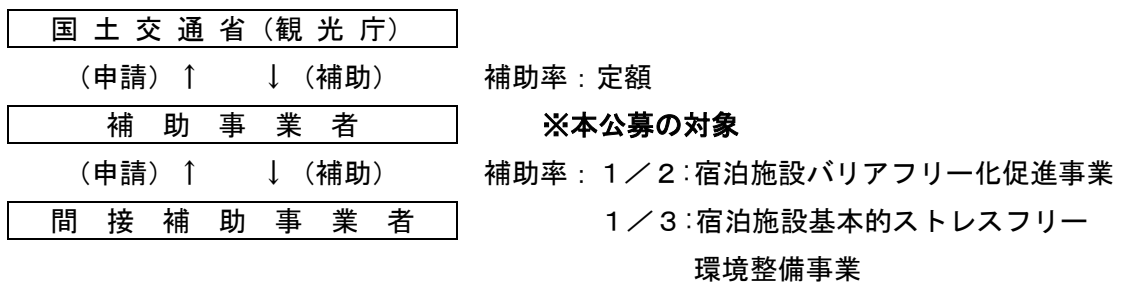 国土交通省（観光庁）
（申請）↑　↓（補助）　補助率：定額
補助事業者　※本公募の対象
（申請）↑　↓（補助）　補助率：１／２：宿泊施設バリアフリー化促進事業
間接補助事業者　１／３：宿泊施設基本的ストレスフリー
環境整備事業